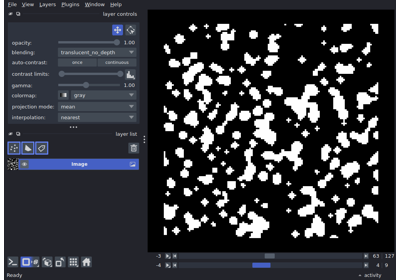 File View Layers Plugins Window Help
layer controls
opacity: 1.00
blending: translucent_no_depth
auto-contrast: once continuous
contrast limits:
gamma: 1.00
colormap: gray
projection mode: mean
interpolation: nearest
layer list
Image
-3 63 127
-4 4 9
Ready activity